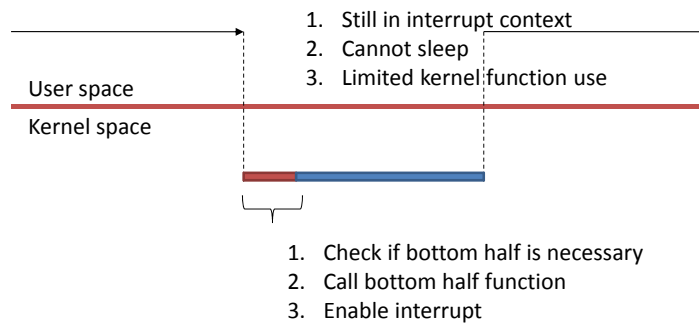 1. Still in interrupt context
2. Cannot sleep
3. Limited kernel function use
User space
Kernel space
1. Check if bottom half is necessary
2. Call bottom half function
3. Enable interrupt